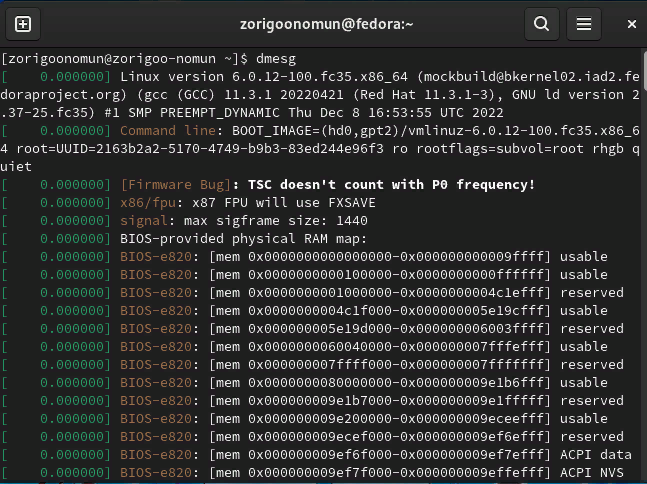 zorigoonomun@fedora:~
[zorigoonomun@zorigoo-nomun ~]$ dmesg
[    0.000000] Linux version 6.0.12-100.fc35.x86_64 (mockbuild@bkernel02.iad2.fe
doraproject.org) (gcc (GCC) 11.3.1 20220421 (Red Hat 11.3.1-3), GNU ld version 2
.37-25.fc35) #1 SMP PREEMPT_DYNAMIC Thu Dec 8 16:53:55 UTC 2022
[    0.000000] Command line: BOOT_IMAGE=(hd0,gpt2)/vmlinuz-6.0.12-100.fc35.x86_6
4 root=UUID=2163b2a2-5170-4749-b9b3-83ed244e96f3 ro rootflags=subvol=root rhgb q
uiet
[    0.000000] [Firmware Bug]: TSC doesn't count with P0 frequency!
[    0.000000] x86/fpu: x87 FPU will use FXSAVE
[    0.000000] signal: max sigframe size: 1440
[    0.000000] BIOS-provided physical RAM map:
[    0.000000] BIOS-e820: [mem 0x0000000000000000-0x000000000009ffff] usable
[    0.000000] BIOS-e820: [mem 0x0000000000100000-0x0000000000ffffff] usable
[    0.000000] BIOS-e820: [mem 0x0000000001000000-0x0000000004c1efff] reserved
[    0.000000] BIOS-e820: [mem 0x0000000004c1f000-0x000000005e19cfff] usable
[    0.000000] BIOS-e820: [mem 0x000000005e19d000-0x000000006003ffff] reserved
[    0.000000] BIOS-e820: [mem 0x0000000060040000-0x000000007fffefff] usable
[    0.000000] BIOS-e820: [mem 0x000000007ffff000-0x000000007fffffff] reserved
[    0.000000] BIOS-e820: [mem 0x0000000080000000-0x000000009e1b6fff] usable
[    0.000000] BIOS-e820: [mem 0x000000009e1b7000-0x000000009e1fffff] reserved
[    0.000000] BIOS-e820: [mem 0x000000009e200000-0x000000009eceefff] usable
[    0.000000] BIOS-e820: [mem 0x000000009ecef000-0x000000009ef6efff] reserved
[    0.000000] BIOS-e820: [mem 0x000000009ef6f000-0x000000009ef7efff] ACPI data
[    0.000000] BIOS-e820: [mem 0x000000009ef7f000-0x000000009effefff] ACPI NVS